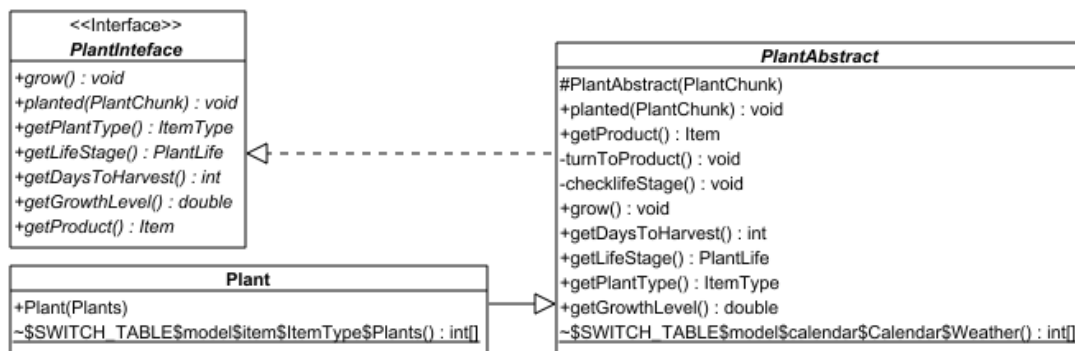 <<Interface>>
PlantInteface
+grow() : void
+planted(PlantChunk) : void
+getPlantType() : ItemType
+getLifeStage() : PlantLife
+getDaysToHarvest() : int
+getGrowthLevel() : double
+getProduct() : Item
PlantAbstract
#PlantAbstract(PlantChunk)
+planted(PlantChunk) : void
+getProduct() : Item
-turnToProduct() : void
-checklifeStage() : void
+grow() : void
+getDaysToHarvest() : int
+getLifeStage() : PlantLife
+getPlantType() : ItemType
+getGrowthLevel() : double
~$SWITCH_TABLE$model$calendar$Calendar$Weather() : int[]
Plant
+Plant(Plants)
~$SWITCH_TABLE$model$item$ItemType$Plants() : int[]